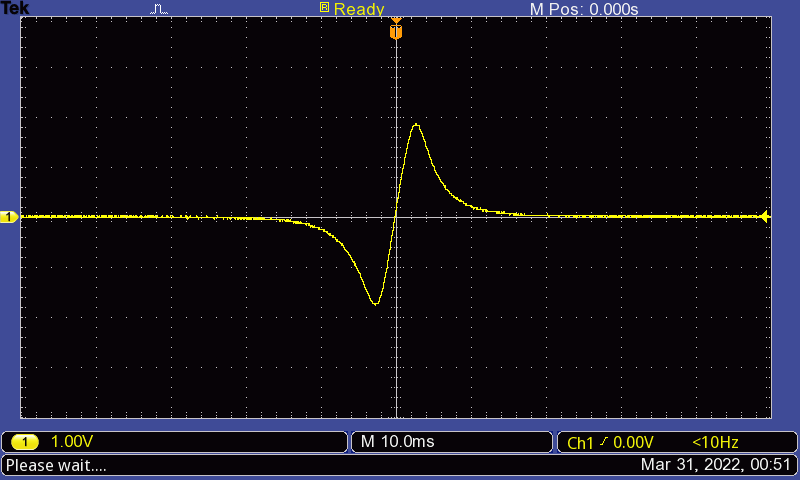 Tek R Ready M Pos: 0.000s
T
1
1 1.00V M 10.0ms Ch1 0.00V <10Hz
Please wait.... Mar 31, 2022, 00:51